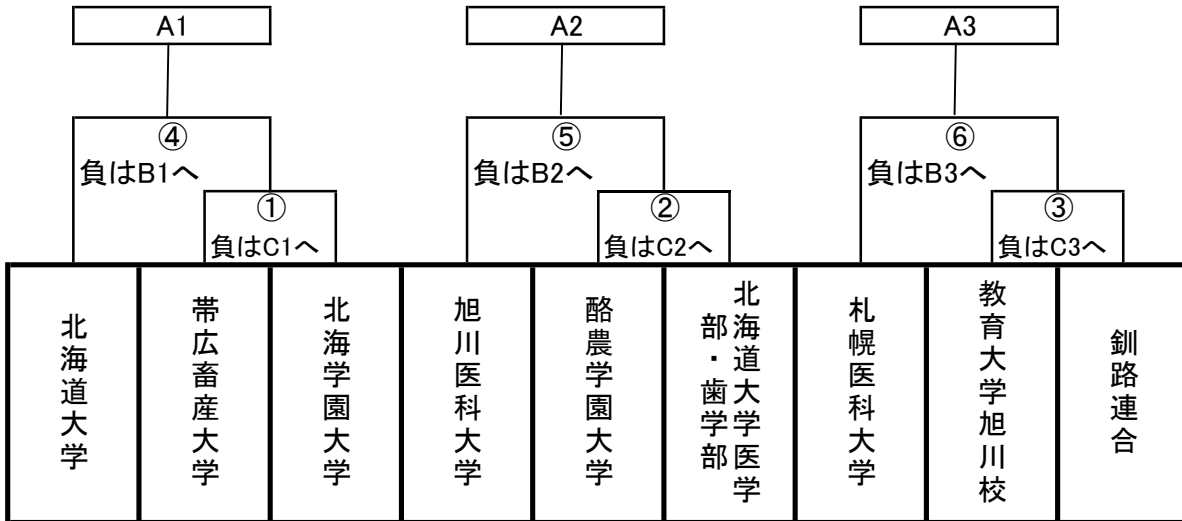 A1
A2
A3
④
⑤
⑥
負はB1へ
負はB2へ
負はB3へ
①
②
③
負はC1へ
負はC2へ
負はC3へ
北海道大学
帯広畜産大学
北海学園大学
旭川医科大学
酪農学園大学
北海道大学医学
部・歯学部
札幌医科大学
教育大学旭川校
釧路連合